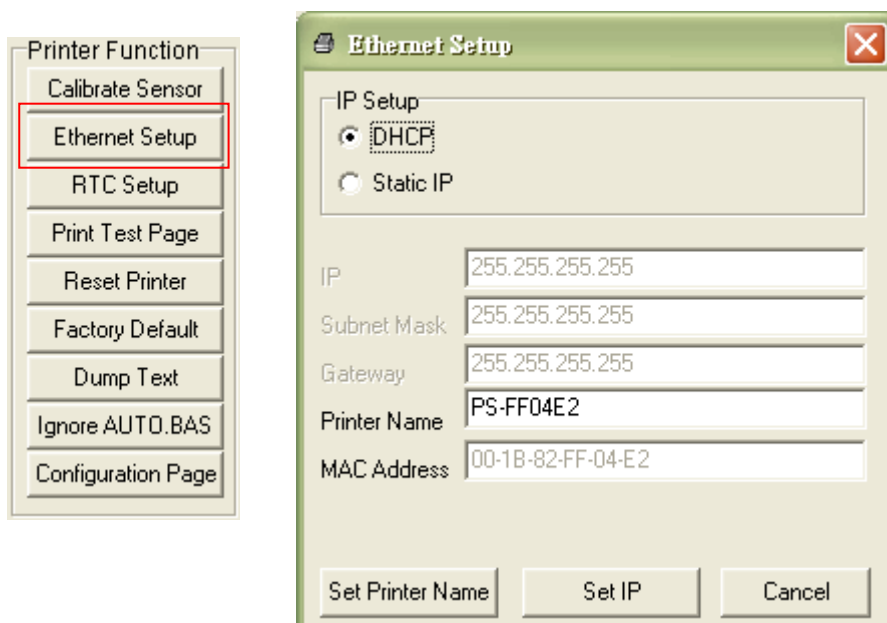 Printer Function
Calibrate Sensor
Ethernet Setup
RTC Setup
Print Test Page
Reset Printer
Factory Default
Dump Text
Ignore AUTO.BAS
Configuration Page
Ethernet Setup
IP Setup
DHCP
Static IP
IP 255.255.255.255
Subnet Mask 255.255.255.255
Gateway 255.255.255.255
Printer Name PS-FF04E2
MAC Address 00-1B-82-FF-04-E2
Set Printer Name Set IP Cancel